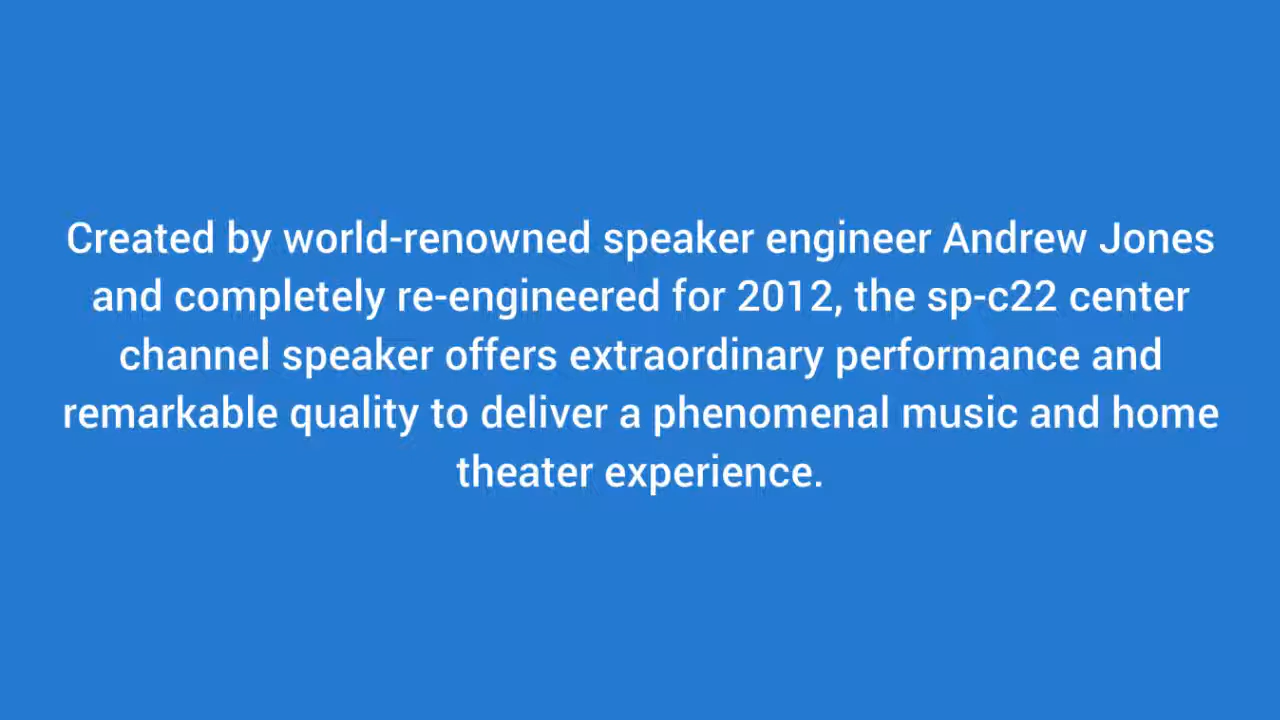 Created by world-renowned speaker engineer Andrew Jones
and completely re-engineered for 2012, the sp-c22 center
channel speaker offers extraordinary performance and
remarkable quality to deliver a phenomenal music and home
theater experience.